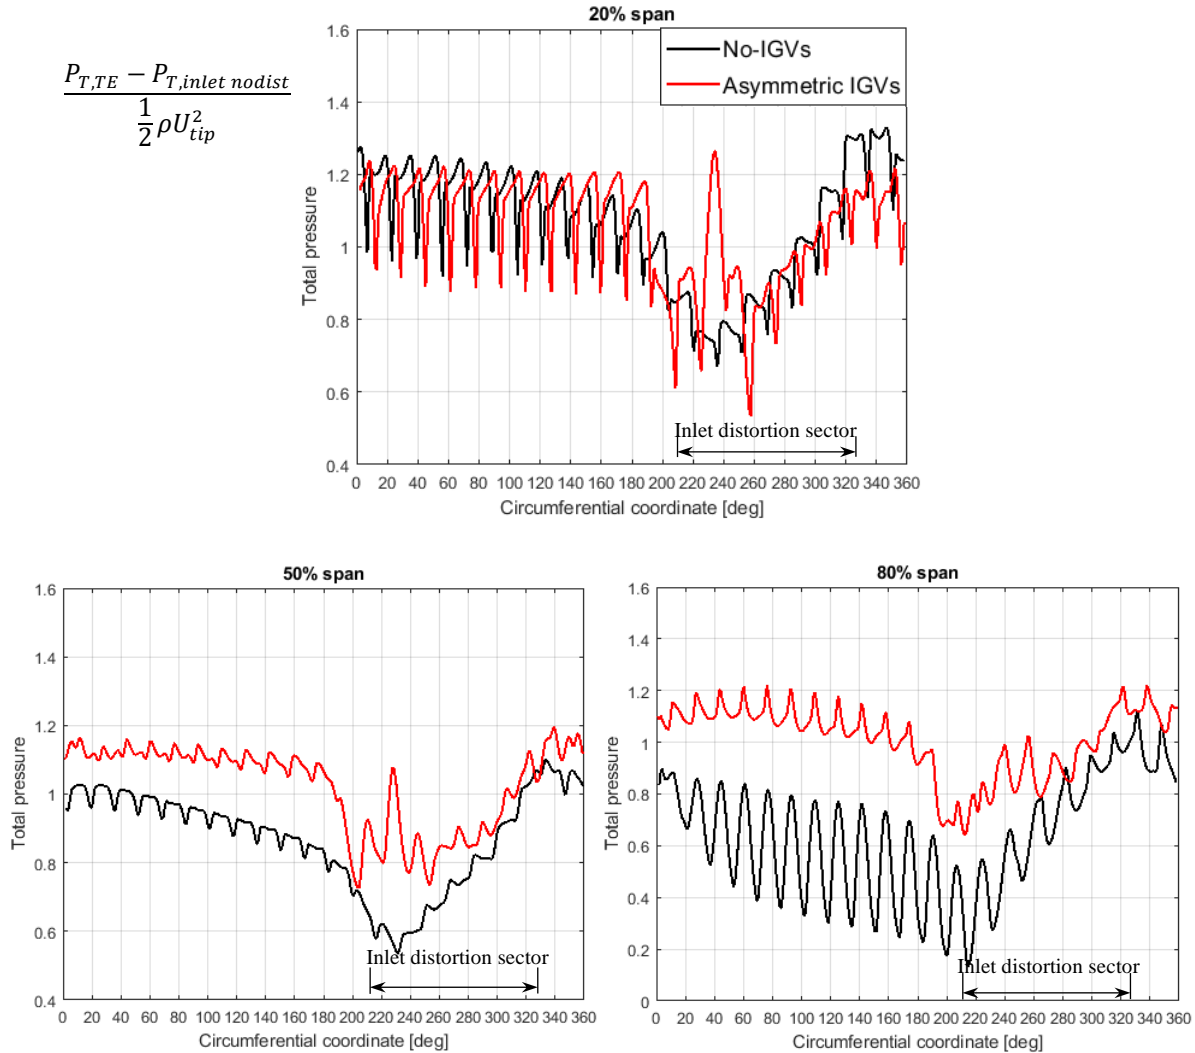 20% span
P_{T,TE} − P_{T,inlet nodist}
1
2 ρU²_{tip}
No-IGVs
Asymmetric IGVs
1.6
1.4
1.2
1
0.8
0.6
0.4
Total pressure
Inlet distortion sector
0 20 40 60 80 100 120 140 160 180 200 220 240 260 280 300 320 340 360
Circumferential coordinate [deg]
50% span
1.6
1.4
1.2
1
0.8
0.6
0.4
Total pressure
Inlet distortion sector
0 20 40 60 80 100 120 140 160 180 200 220 240 260 280 300 320 340 360
Circumferential coordinate [deg]
80% span
1.6
1.4
1.2
1
0.8
0.6
0.4
0.2
0
Total pressure
Inlet distortion sector
0 20 40 60 80 100 120 140 160 180 200 220 240 260 280 300 320 340 360
Circumferential coordinate [deg]